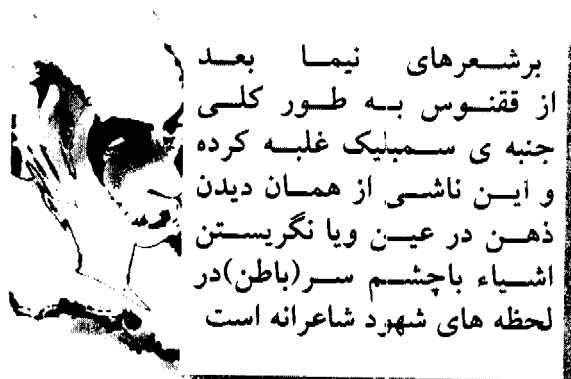 برشعرهای نیما بعد
از ققنوس به طور کلی
جنبه ی سمبلیک غلبه کرده
و این ناشی از همان دیدن
ذهن در عین ویا نگریستن
اشیاء باچشم سر(باطن)در
لحظه های شهود شاعرانه است